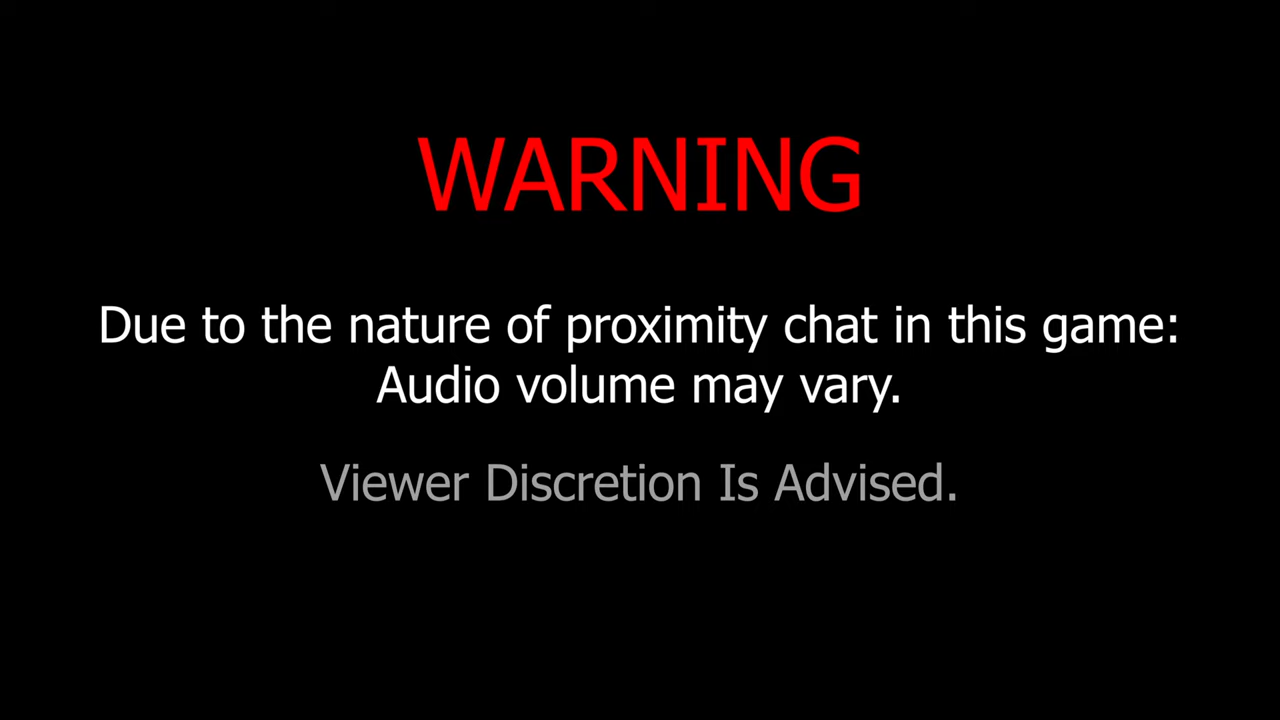 WARNING
Due to the nature of proximity chat in this game:
Audio volume may vary.
Viewer Discretion Is Advised.